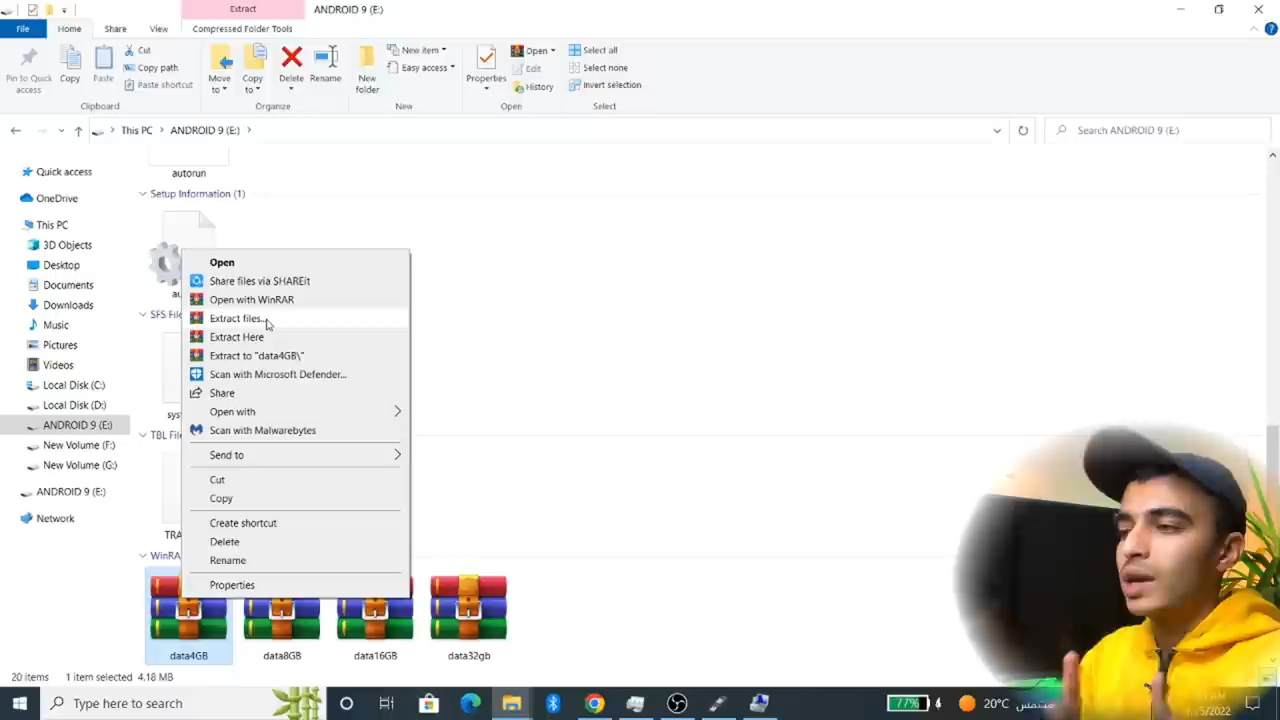 Extract
ANDROID 9 (E:)
File
Home
Share
View
Compressed Folder Tools
Pin to Quick access
Copy
Paste
Cut
Copy path
Paste shortcut
Clipboard
Move to
Copy to
Delete
Rename
Organize
New folder
New item
Easy access
New
Properties
Open
Edit
History
Open
Select all
Select none
Invert selection
Select
This PC
ANDROID 9 (E:)
Search ANDROID 9 (E:)
Quick access
OneDrive
This PC
3D Objects
Desktop
Documents
Downloads
Music
Pictures
Videos
Local Disk (C:)
Local Disk (D:)
ANDROID 9 (E:)
New Volume (F:)
New Volume (G:)
ANDROID 9 (E:)
Network
autorun
Setup Information (1)
SFS
TBL
Open
Share files via SHAREit
Open with WinRAR
Extract files...
Extract Here
Extract to "data4GB\"
Scan with Microsoft Defender...
Share
Open with
Scan with Malwarebytes
Send to
Cut
Copy
Create shortcut
Delete
Rename
Properties
data4GB
data8GB
data16GB
data32gb
20 items
1 item selected 4.18 MB
Type here to search
77%
20°C
مشمس